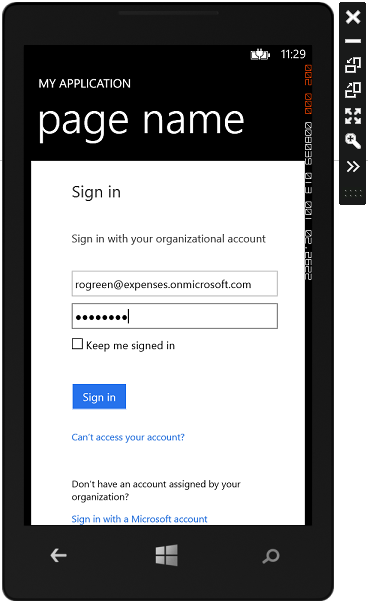 11:29
MY APPLICATION
page name
Sign in
Sign in with your organizational account
rogreen@expenses.onmicrosoft.com
Keep me signed in
Sign in
Can't access your account?
Don't have an account assigned by your
organization?
Sign in with a Microsoft account